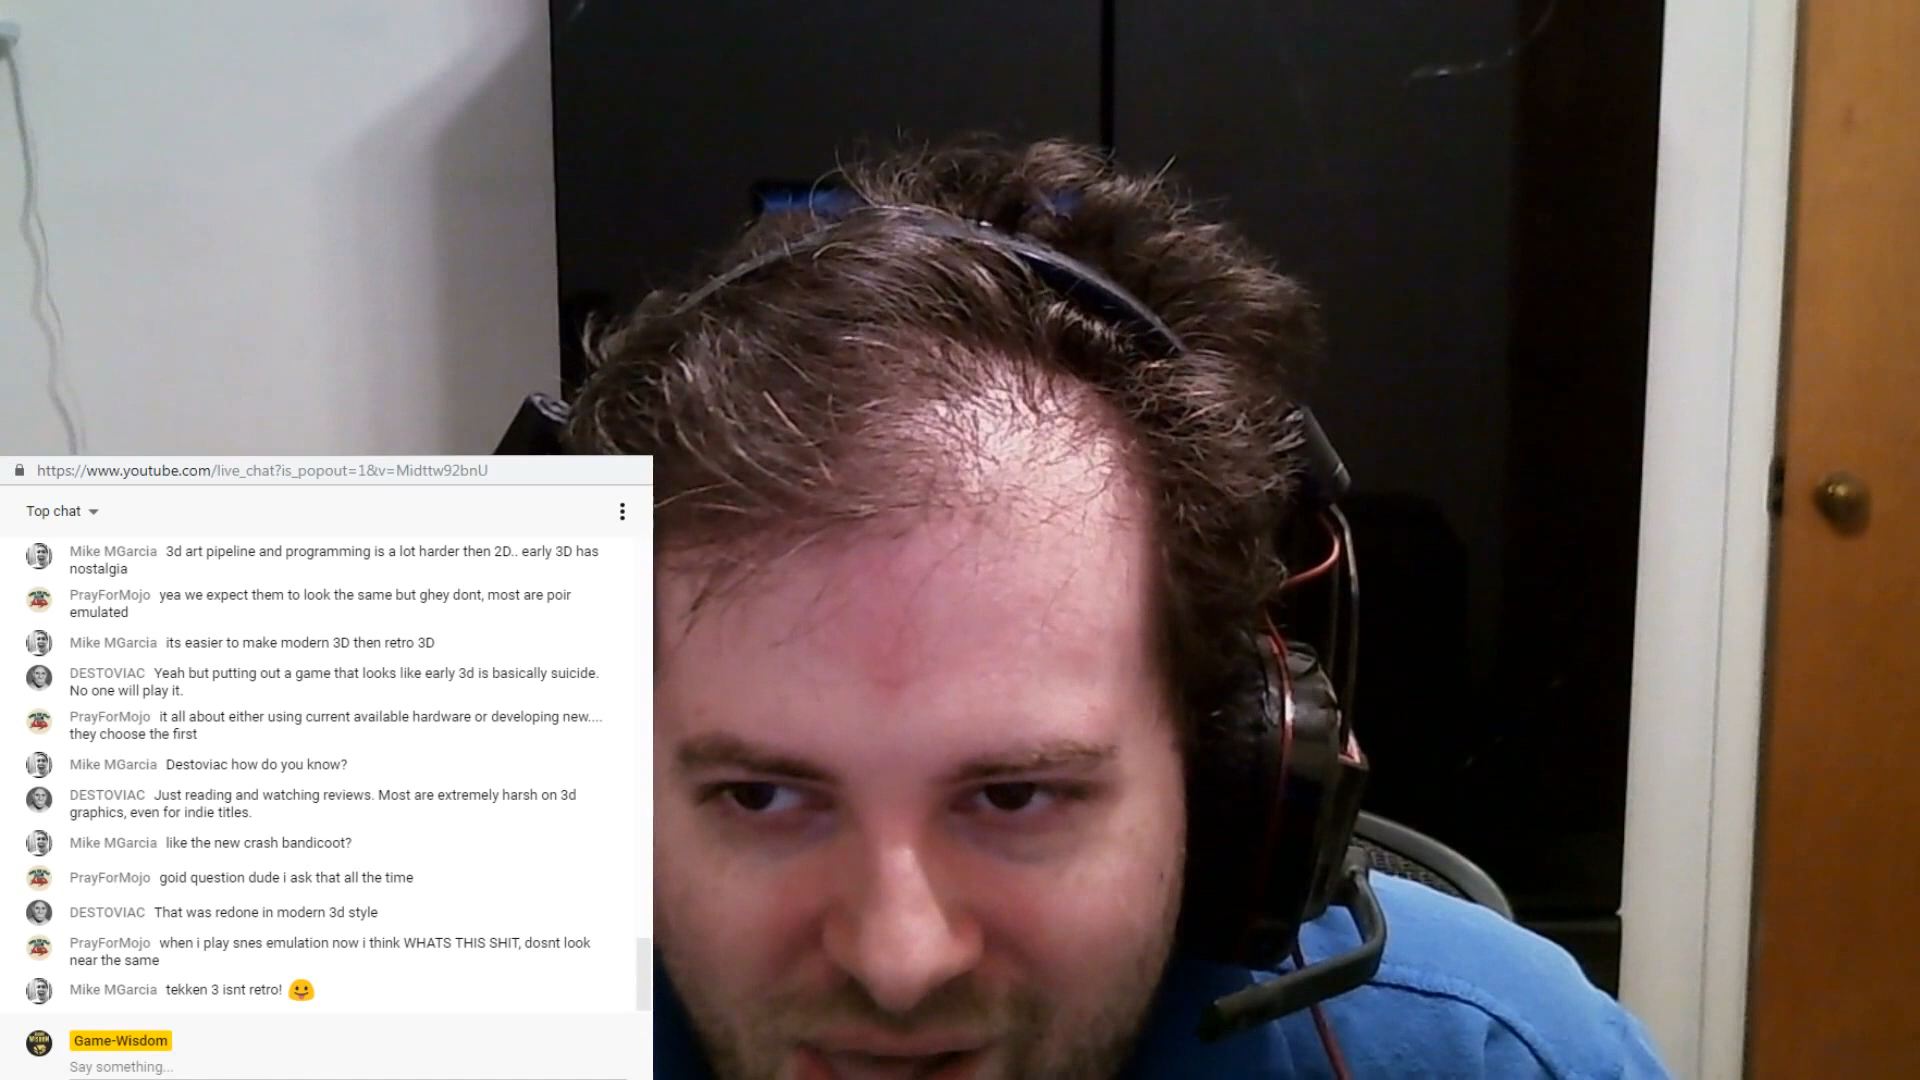 https://www.youtube.com/live_chat?is_popout=1&v=Midttw92bnU
Top chat
Mike MGarcia 3d art pipeline and programming is a lot harder then 2D.. early 3D has
nostalgia
PrayForMojo yea we expect them to look the same but ghey dont, most are poir
emulated
Mike MGarcia its easier to make modern 3D then retro 3D
DESTOVIAC Yeah but putting out a game that looks like early 3d is basically suicide.
No one will play it.
PrayForMojo it all about either using current available hardware or developing new....
they choose the first
Mike MGarcia Destoviac how do you know?
DESTOVIAC Just reading and watching reviews. Most are extremely harsh on 3d
graphics, even for indie titles.
Mike MGarcia like the new crash bandicoot?
PrayForMojo goid question dude i ask that all the time
DESTOVIAC That was redone in modern 3d style
PrayForMojo when i play snes emulation now i think WHATS THIS SHIT, dosnt look
near the same
Mike MGarcia tekken 3 isnt retro! 😛
Game-Wisdom
Say something...